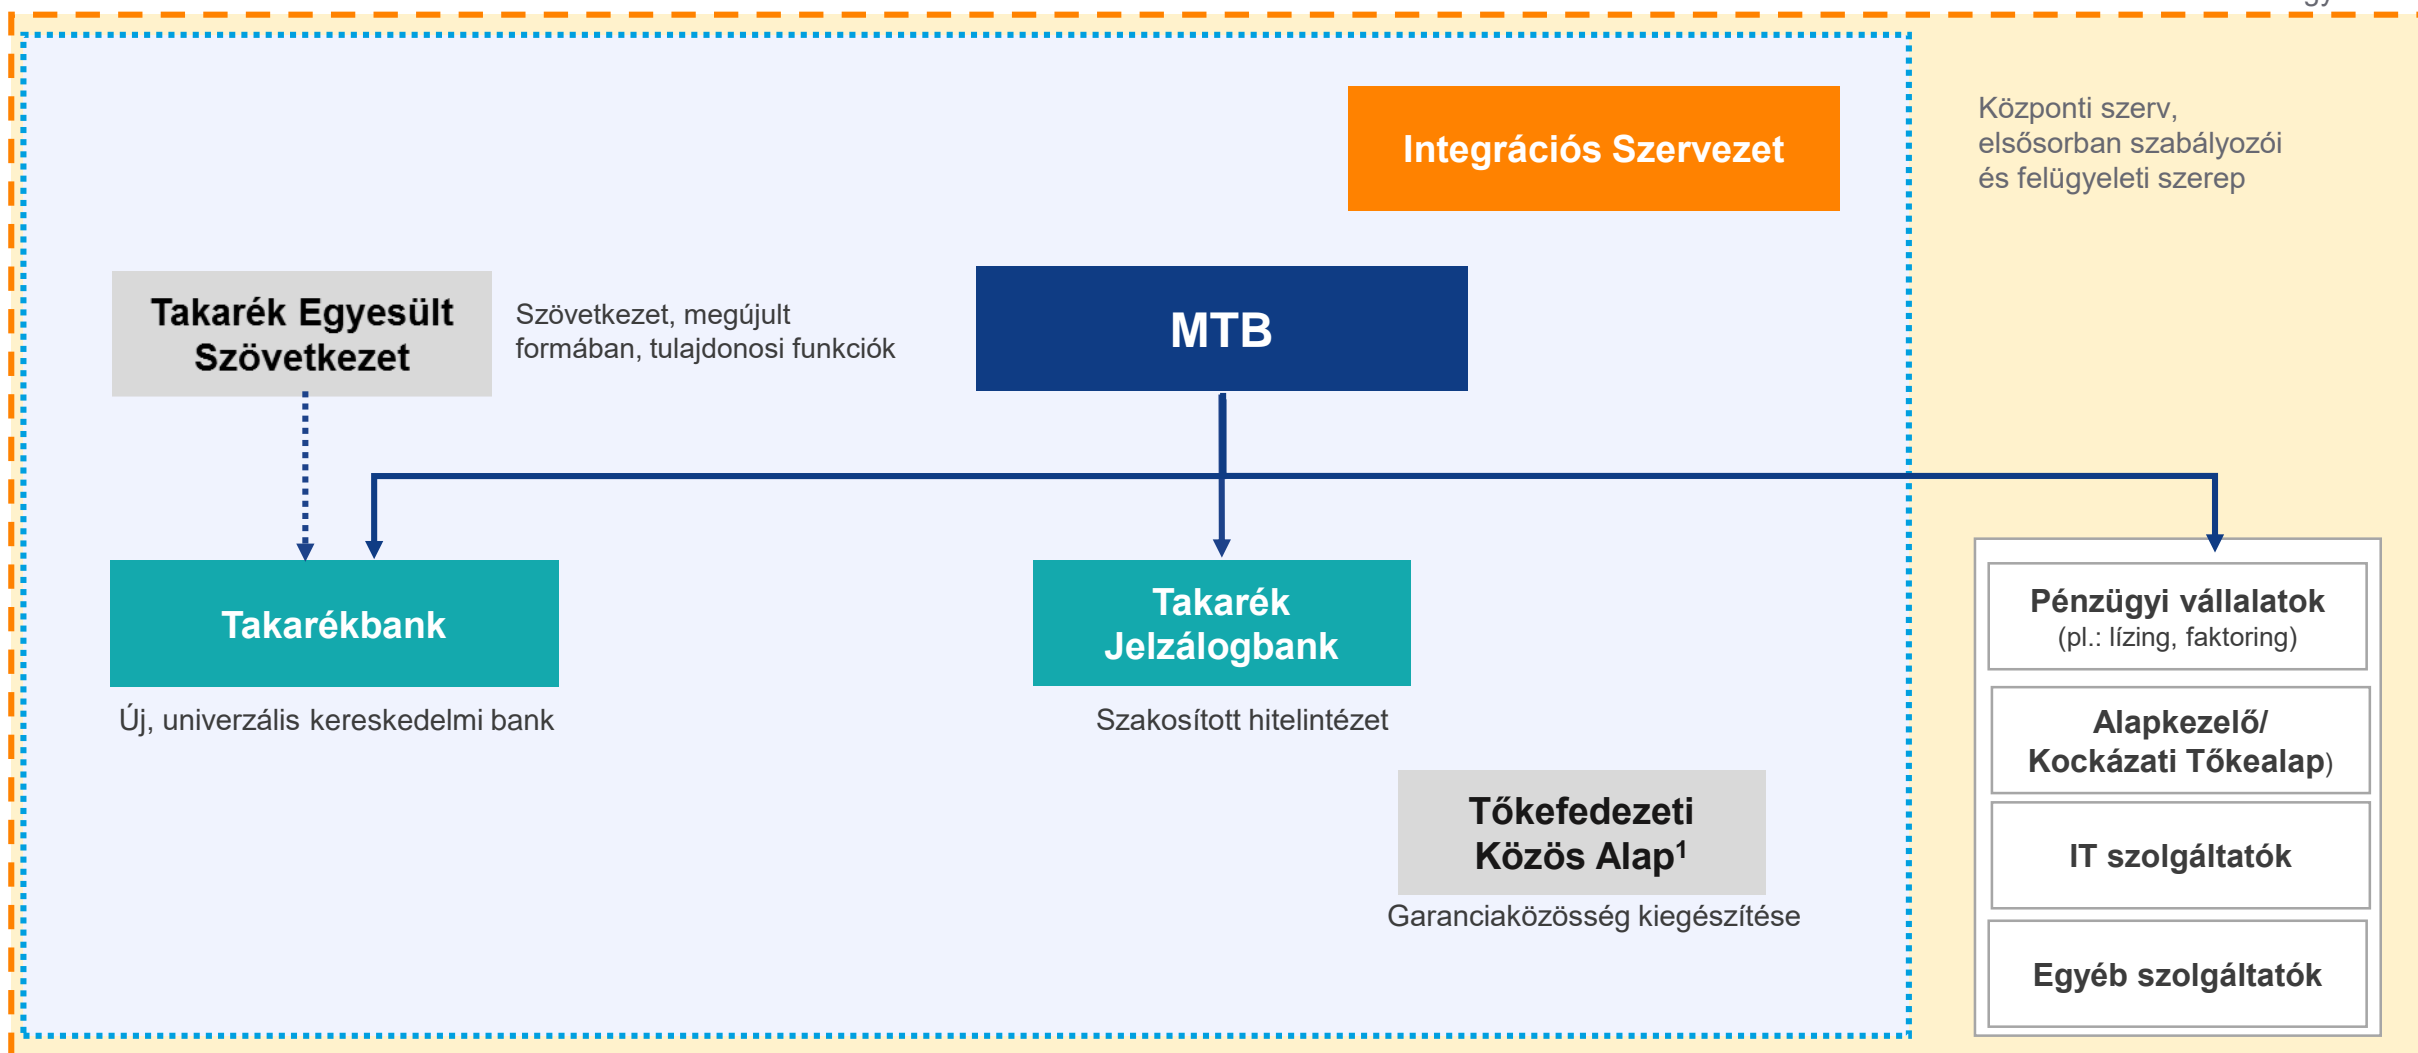 Integrációs Szervezet
Központi szerv,
elsősorban szabályozói
és felügyeleti szerep
Takarék Egyesült
Szövetkezet
Szövetkezet, megújult
formában, tulajdonosi funkciók
MTB
Takarékbank
Új, univerzális kereskedelmi bank
Takarék
Jelzálogbank
Szakosított hitelintézet
Tőkefedezeti
Közös Alap¹
Garanciaközösség kiegészítése
Pénzügyi vállalatok
(pl.: lízing, faktoring)
Alapkezelő/
Kockázati Tőkealap)
IT szolgáltatók
Egyéb szolgáltatók